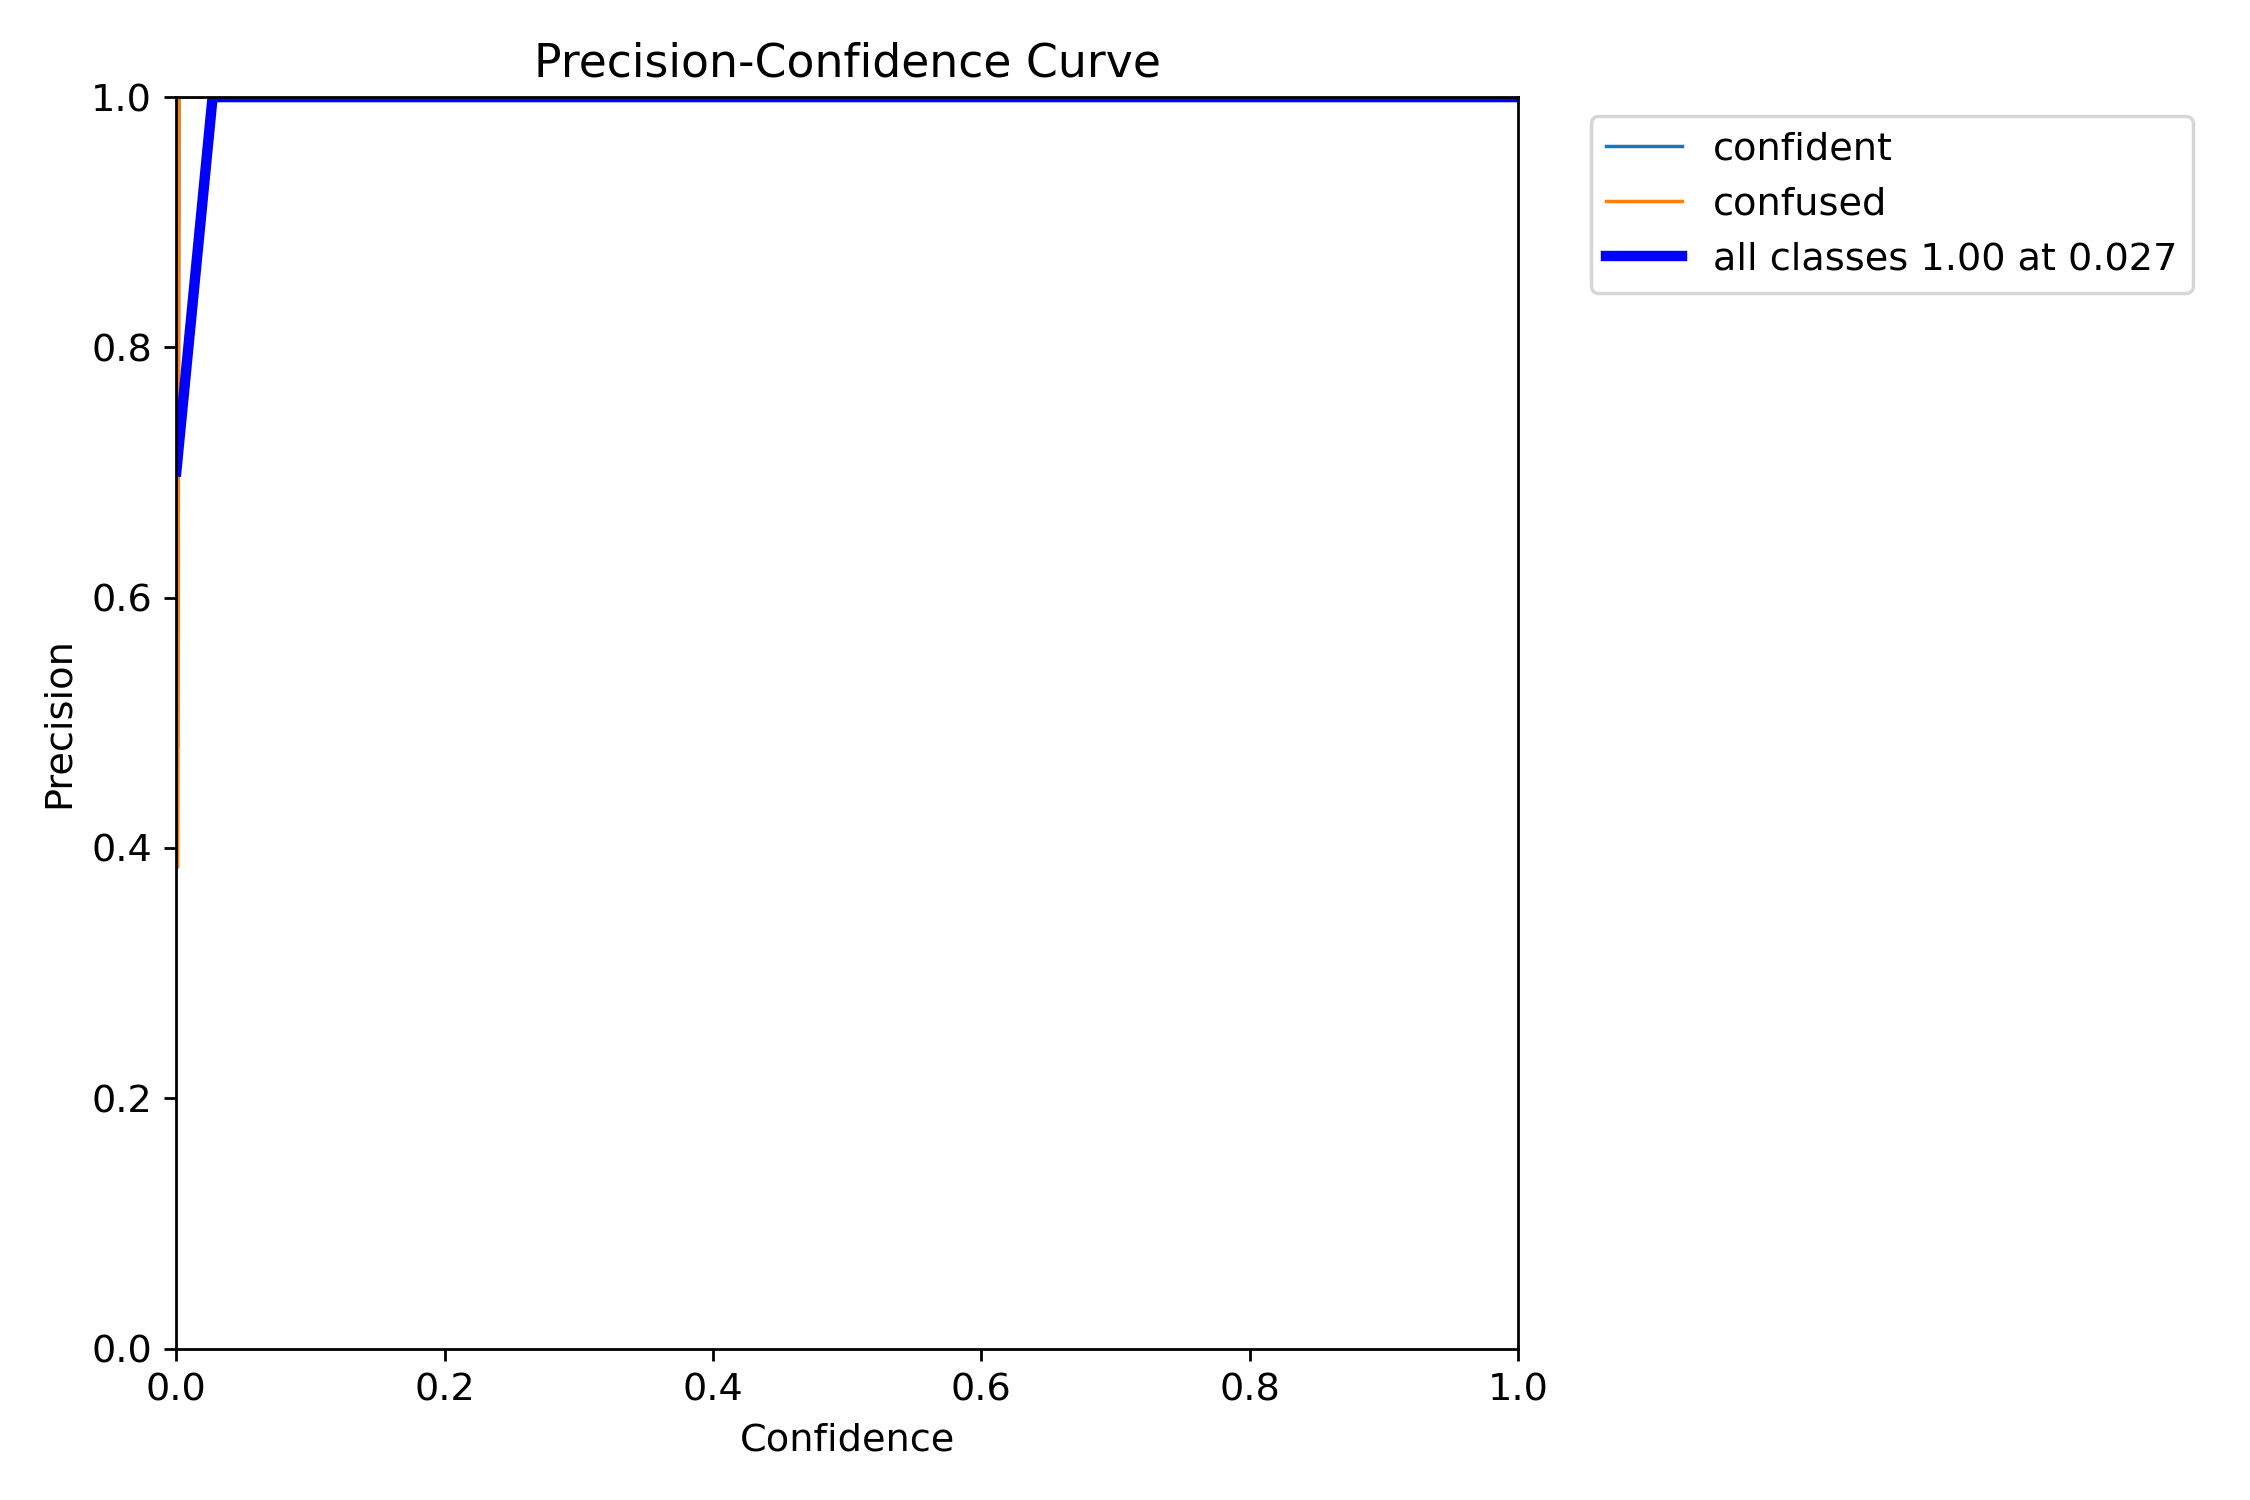 Precision-Confidence Curve
1.0
0.8
0.6
0.4
0.2
0.0
Precision
0.0 0.2 0.4 0.6 0.8 1.0
Confidence
confident
confused
all classes 1.00 at 0.027